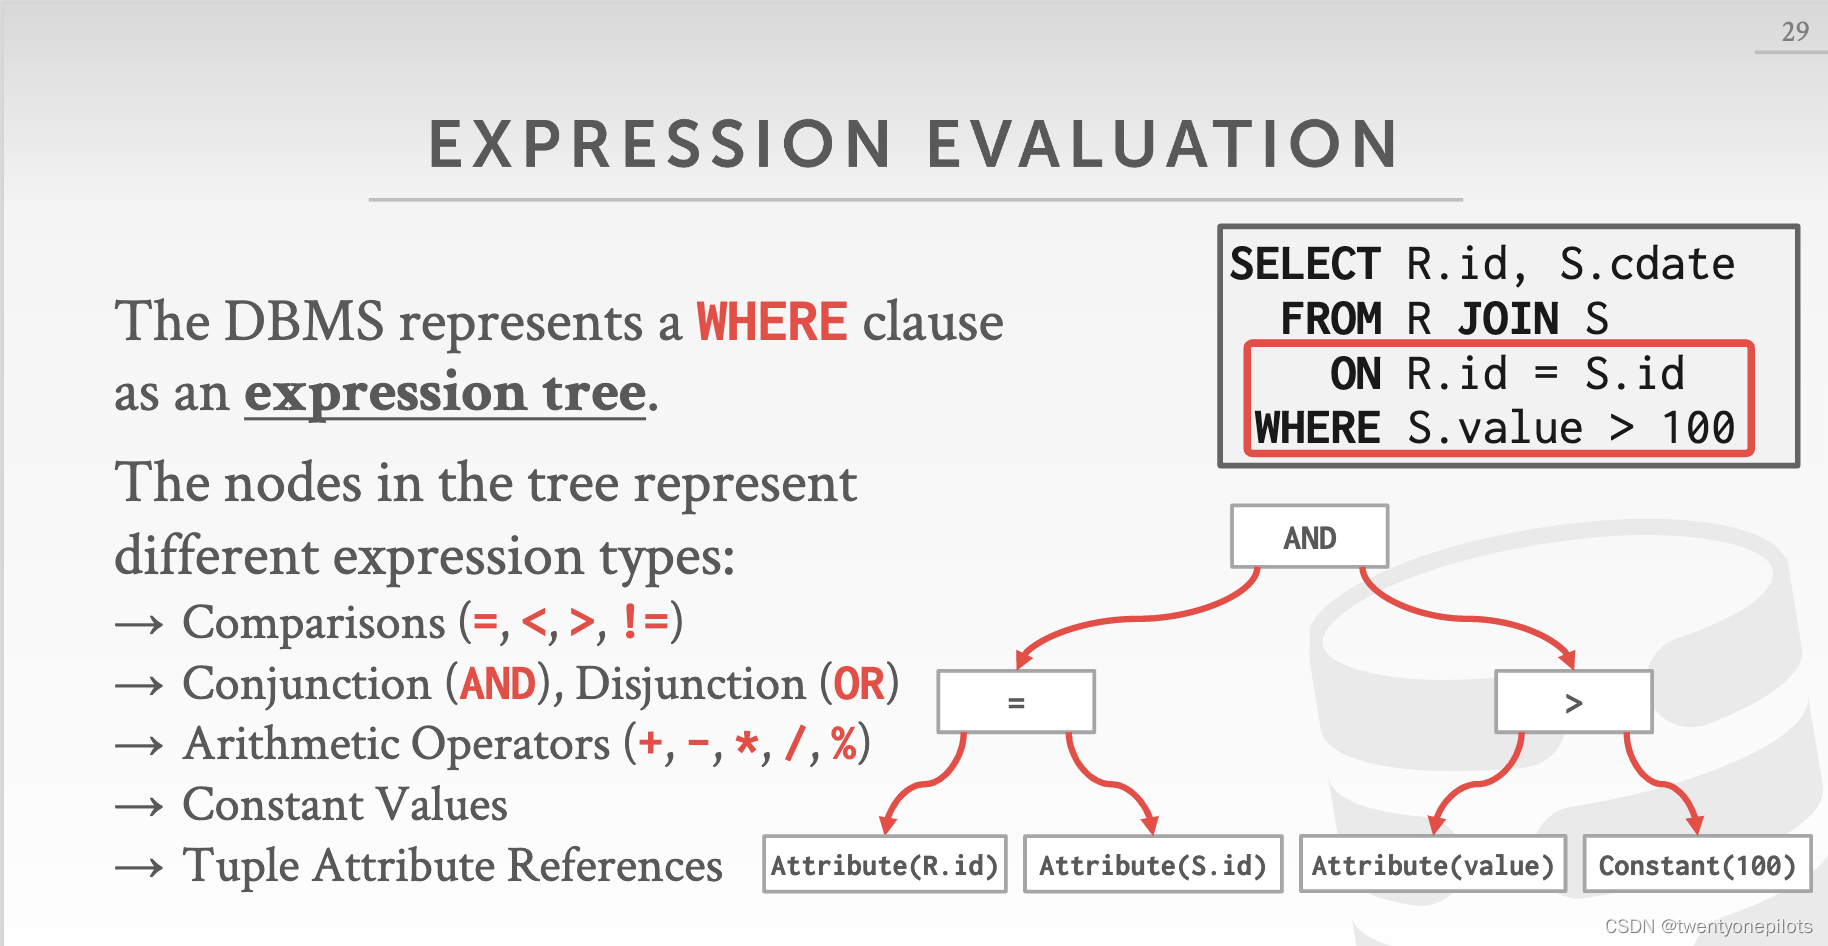 29
EXPRESSION EVALUATION
The DBMS represents a WHERE clause
as an expression tree.
The nodes in the tree represent
different expression types:
→ Comparisons (=, <, >, !=)
→ Conjunction (AND), Disjunction (OR)
→ Arithmetic Operators (+, -, *, /, %)
→ Constant Values
→ Tuple Attribute References
SELECT R.id, S.cdate
FROM R JOIN S
ON R.id = S.id
WHERE S.value > 100
AND
=
>
Attribute(R.id)
Attribute(S.id)
Attribute(value)
Constant(100)
CSDN @twentyonepilots